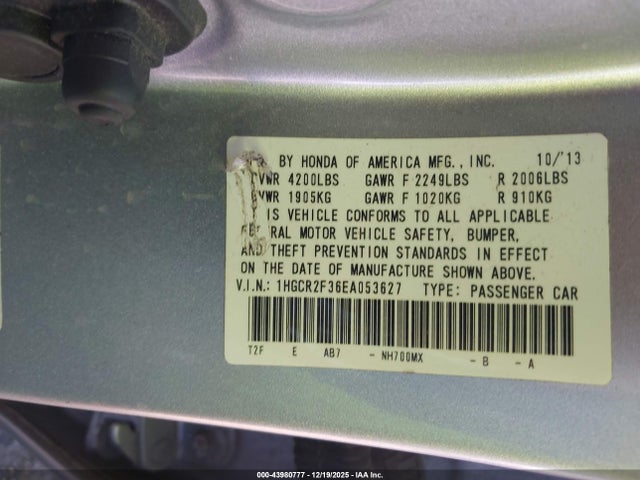 BY HONDA OF AMERICA MFG., INC. 10/'13
VWR 4200LBS GAWR F 2249LBS R 2006LBS
VWR 1905KG GAWR F 1020KG R 910KG
IS VEHICLE CONFORMS TO ALL APPLICABLE
RAL MOTOR VEHICLE SAFETY, BUMPER,
AND THEFT PREVENTION STANDARDS IN EFFECT
ON THE DATE OF MANUFACTURE SHOWN ABOVE.
V.I.N.: 1HGCR2F36EA053627 TYPE: PASSENGER CAR
T2F E AB7 - NH700MX - B - A
000-43980777 - 12/19/2025 - IAA Inc.